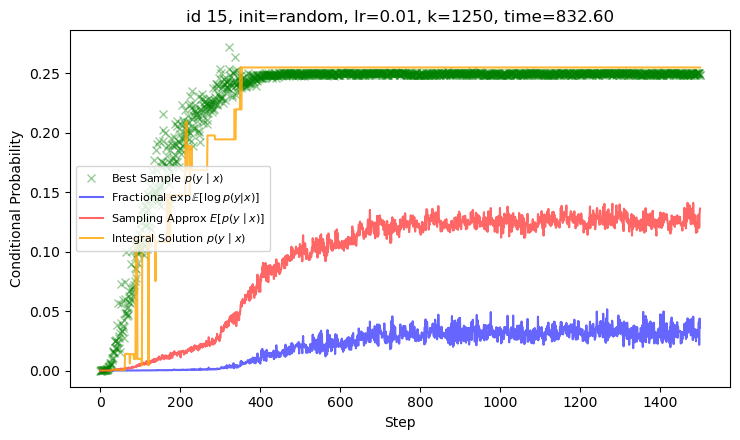 id 15, init=random, lr=0.01, k=1250, time=832.60
Conditional Probability
0.25
0.20
0.15
0.10
0.05
0.00
Best Sample p(y | x)
Fractional exp𝔼[log p(y|x)]
Sampling Approx E[p(y | x)]
Integral Solution p(y | x)
0 200 400 600 800 1000 1200 1400
Step